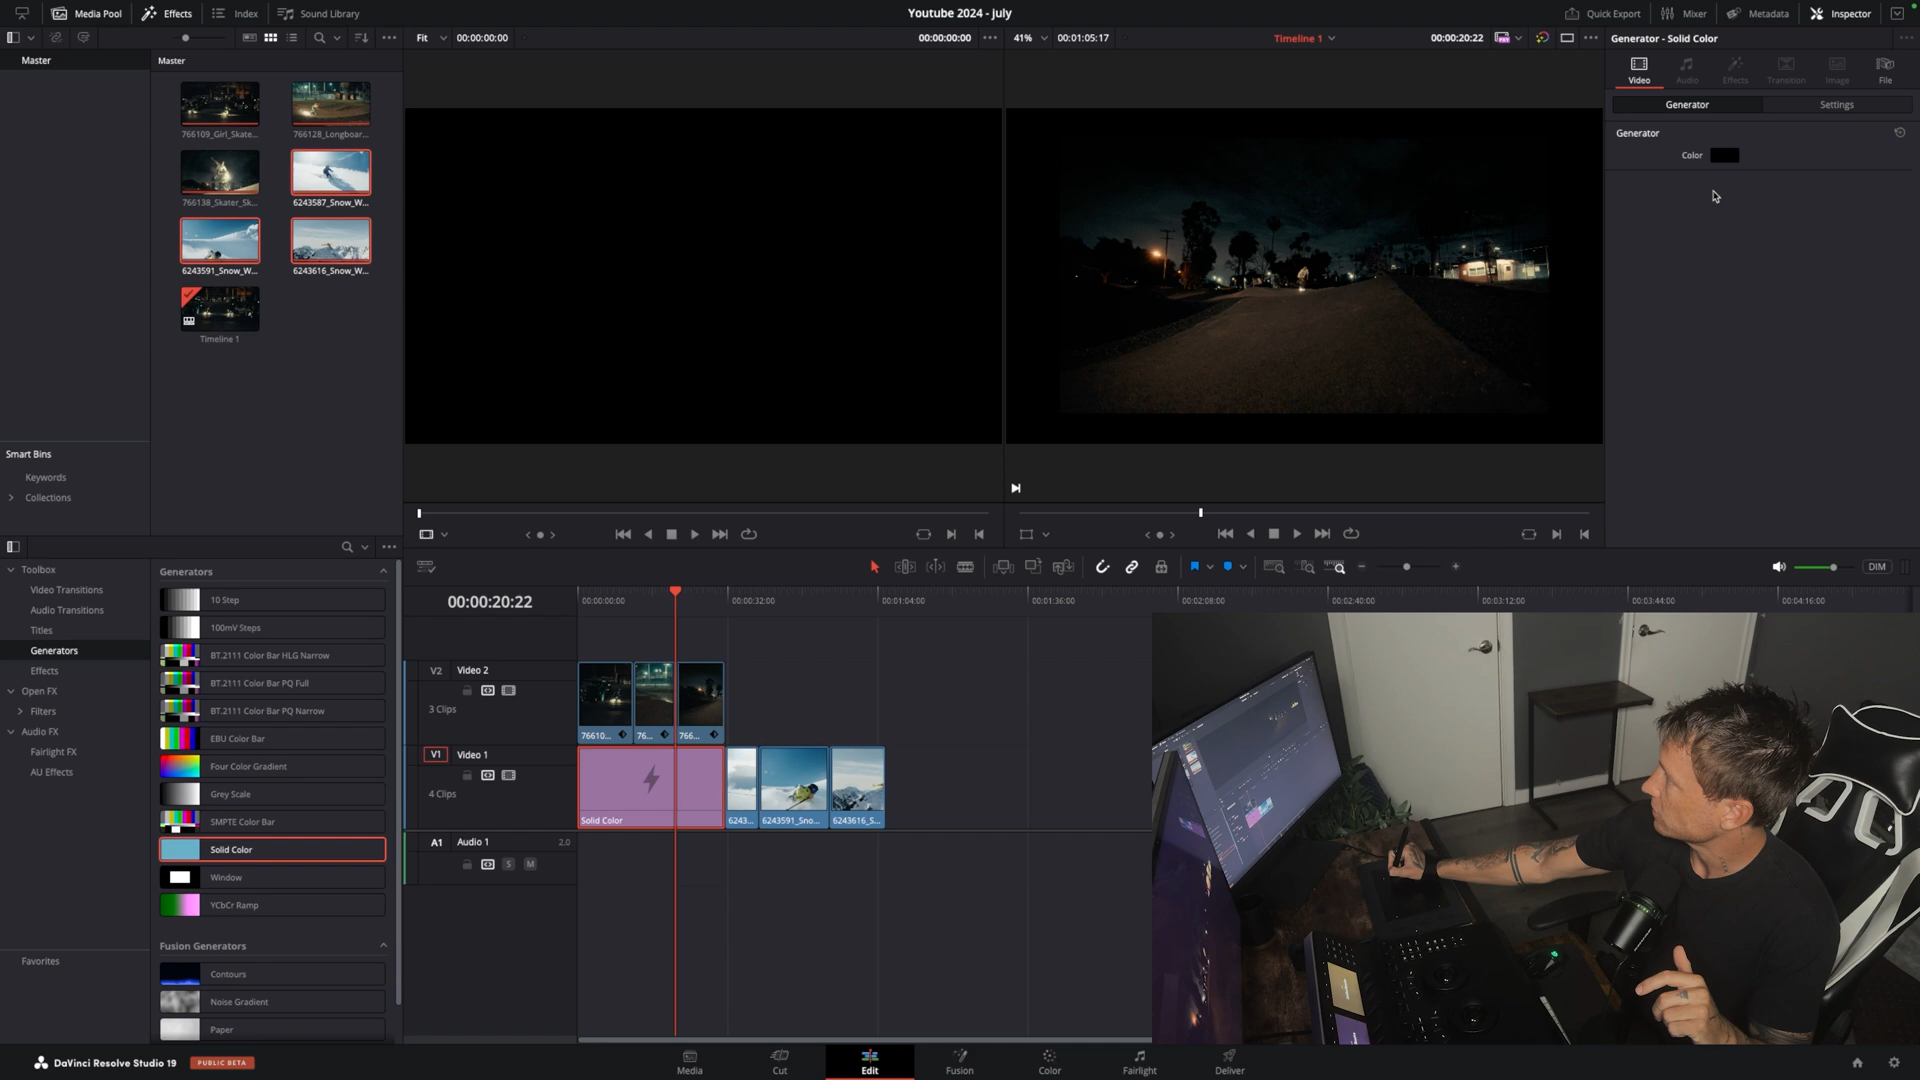 Media Pool
Effects
Index
Sound Library
Youtube 2024 - july
Quick Export
Mixer
Metadata
Inspector
Fit
00:00:00:00
00:00:00:00
41%
00:01:05:17
Timeline 1
00:00:20:22
Generator - Solid Color
Master
Master
Video
Audio
Effects
Transition
Image
File
Generator
Settings
Generator
Color
766109_Girl_Skate...
766128_Longboar...
766138_Skater_Sk...
6243587_Snow_W...
6243591_Snow_W...
6243616_Snow_W...
Timeline 1
Smart Bins
Keywords
Collections
Toolbox
Video Transitions
Audio Transitions
Titles
Generators
Effects
Open FX
Filters
Audio FX
Fairlight FX
AU Effects
Favorites
Generators
10 Step
100mV Steps
BT.2111 Color Bar HLG Narrow
BT.2111 Color Bar PQ Full
BT.2111 Color Bar PQ Narrow
EBU Color Bar
Four Color Gradient
Grey Scale
SMPTE Color Bar
Solid Color
Window
YCbCr Ramp
Fusion Generators
Contours
Noise Gradient
Paper
DIM
00:00:20:22
00:00:00:00
00:00:32:00
00:01:04:00
00:01:36:00
00:02:08:00
00:02:40:00
00:03:12:00
00:03:44:00
00:04:16:00
V2
Video 2
3 Clips
76610...
76...
766...
V1
Video 1
4 Clips
Solid Color
6243...
6243591_Sno...
6243616_S...
A1
Audio 1
2.0
S
M
DaVinci Resolve Studio 19
PUBLIC BETA
Media
Cut
Edit
Fusion
Color
Fairlight
Deliver